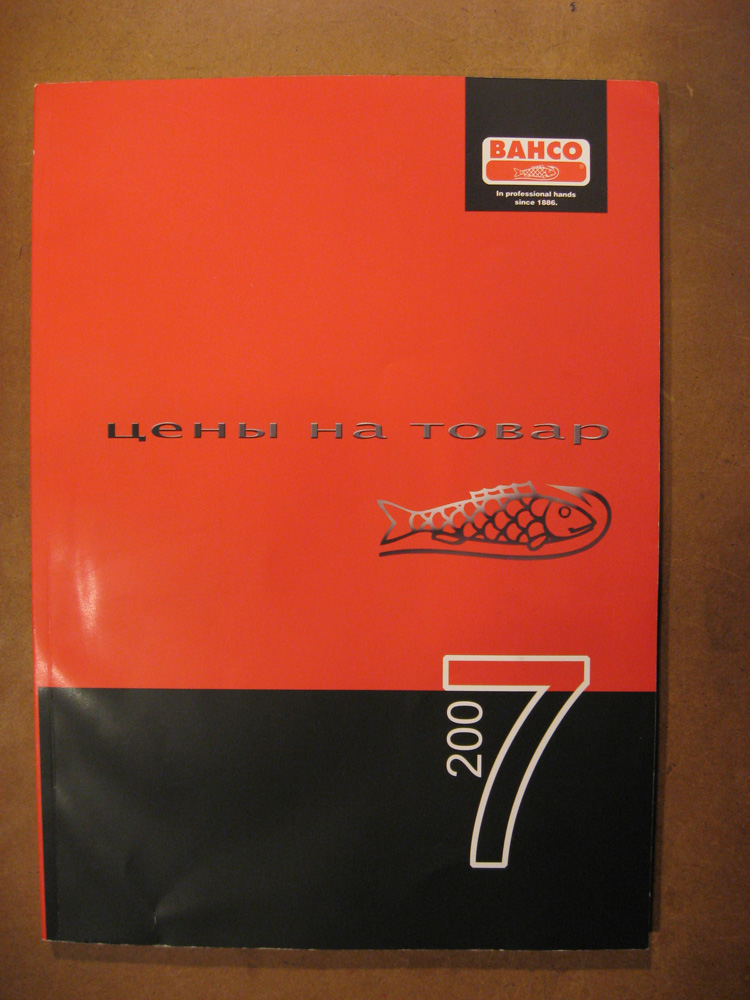 BAHCO
®
In professional hands
since 1886.
цены на товар
2007